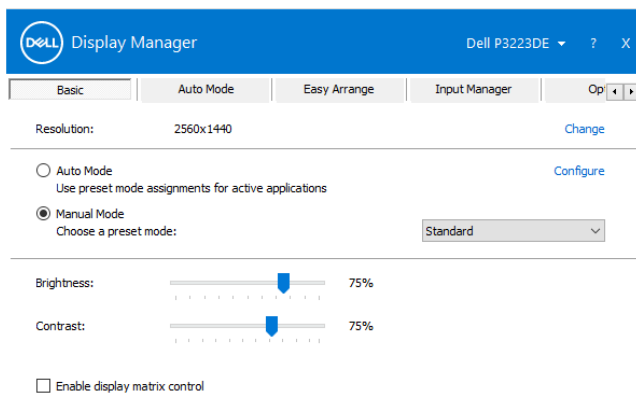 DELL Display Manager Dell P3223DE ? X
Basic Auto Mode Easy Arrange Input Manager Opt
Resolution: 2560x1440 Change
Auto Mode Configure
Use preset mode assignments for active applications
Manual Mode
Choose a preset mode: Standard
Brightness: 75%
Contrast: 75%
Enable display matrix control